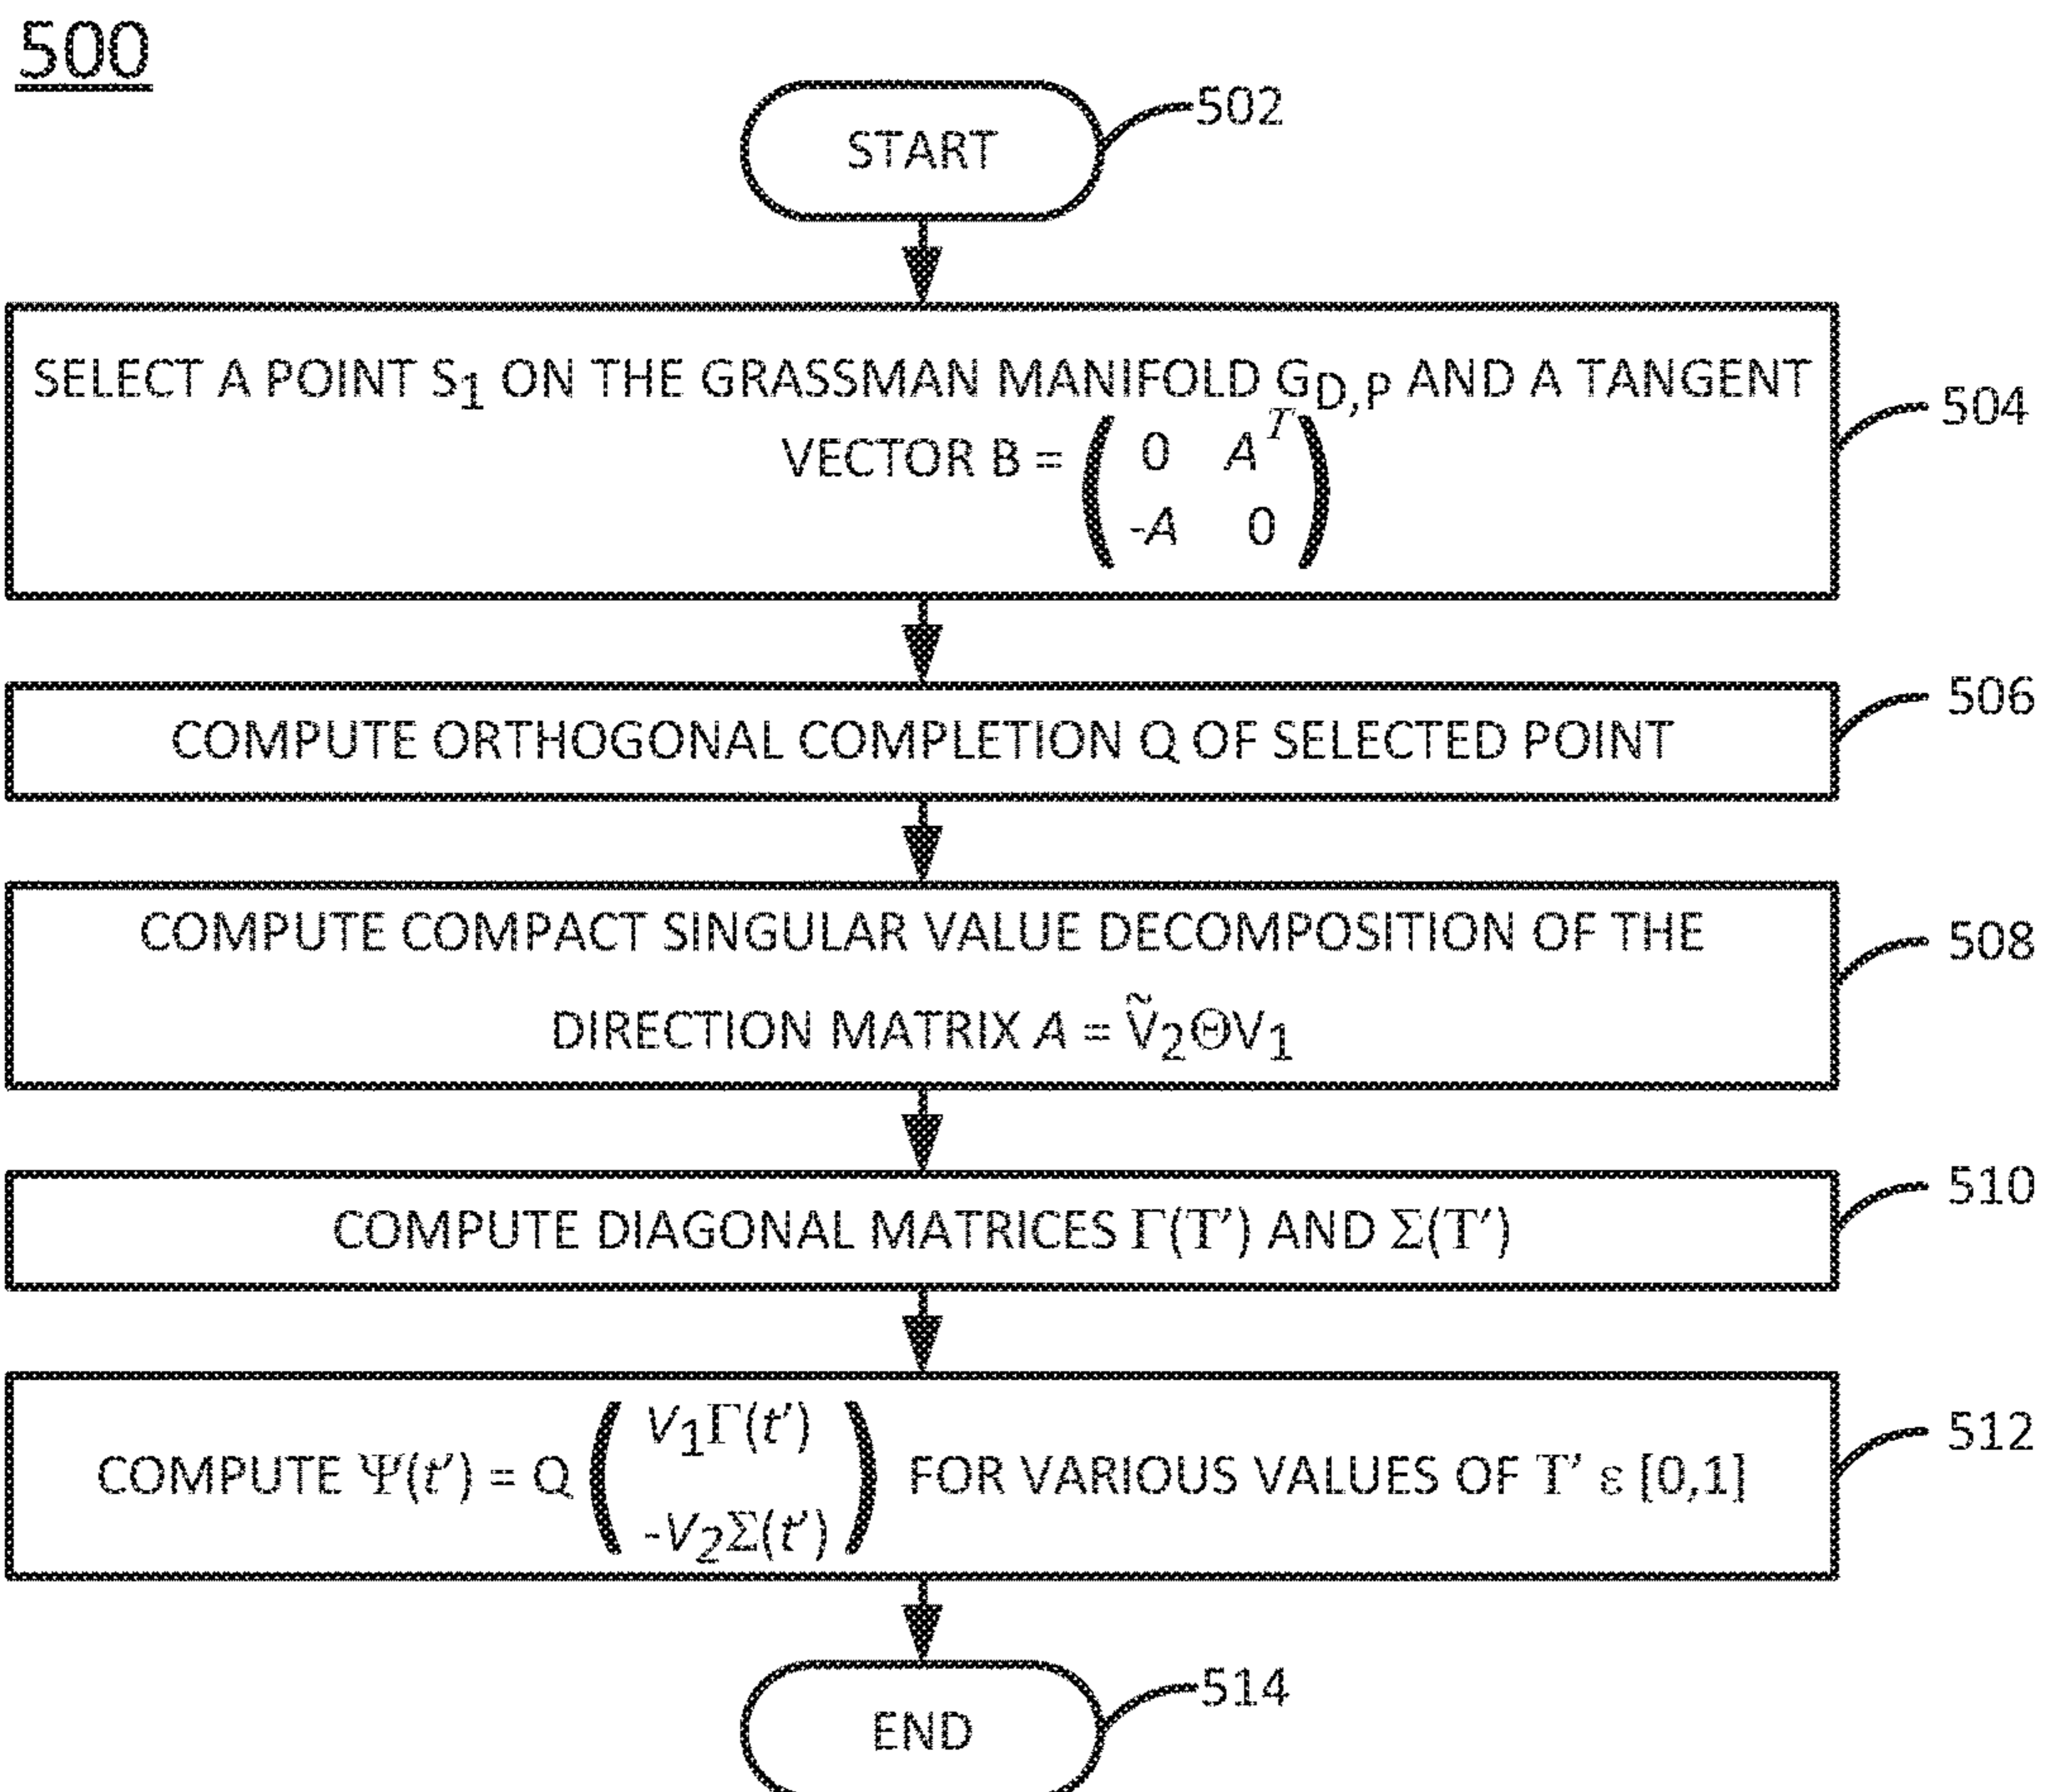 500
START
502
SELECT A POINT S₁ ON THE GRASSMAN MANIFOLD G_D,P AND A TANGENT
VECTOR B = ( 0 Aᵀ
-A 0 )
504
COMPUTE ORTHOGONAL COMPLETION Q OF SELECTED POINT
506
COMPUTE COMPACT SINGULAR VALUE DECOMPOSITION OF THE
DIRECTION MATRIX A = Ṽ₂ΘV₁
508
COMPUTE DIAGONAL MATRICES Γ(T') AND Σ(T')
510
COMPUTE Ψ(t') = Q ( V₁Γ(t')
-V₂Σ(t') ) FOR VARIOUS VALUES OF T' ε [0,1]
512
END
514